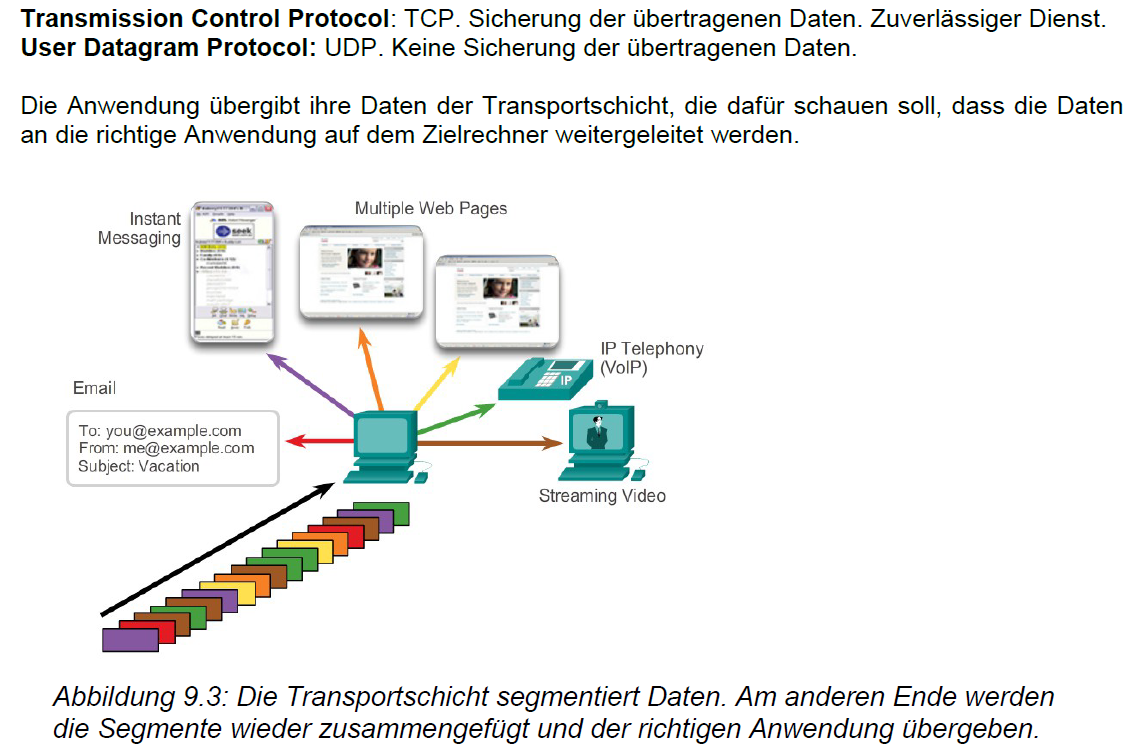 Transmission Control Protocol: TCP. Sicherung der übertragenen Daten. Zuverlässiger Dienst.
User Datagram Protocol: UDP. Keine Sicherung der übertragenen Daten.
Die Anwendung übergibt ihre Daten der Transportschicht, die dafür schauen soll, dass die Daten
an die richtige Anwendung auf dem Zielrechner weitergeleitet werden.
Instant
Messaging
seek
Multiple Web Pages
IP Telephony
(VoIP)
IP
Email
To: you@example.com
From: me@example.com
Subject: Vacation
Streaming Video
Abbildung 9.3: Die Transportschicht segmentiert Daten. Am anderen Ende werden
die Segmente wieder zusammengefügt und der richtigen Anwendung übergeben.